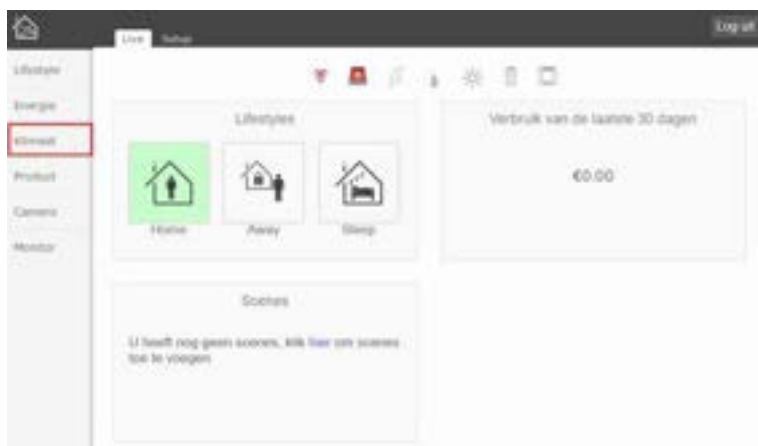 Live Setup
Log uit
Lifestyle
Energie
Klimaat
Product
Camera
Monitor
Lifestyles
Home Away Sleep
Verbruik van de laatste 30 dagen
€0.00
Scenes
U heeft nog geen scenes, klik hier om scenes
toe te voegen